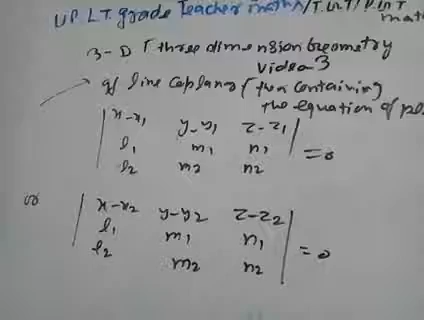 UP LT grade Teacher math
3-D (three dimension Geometry
Video 3
If line Coplanar (then containing
the equation of
| x-x₁ y-y₁ z-z₁ |
| l₁ m₁ n₁ | = 0
| l₂ m₂ n₂ |
or
| x-x₂ y-y₂ z-z₂ |
| l₁ m₁ n₁ |
| l₂ m₂ n₂ | = 0